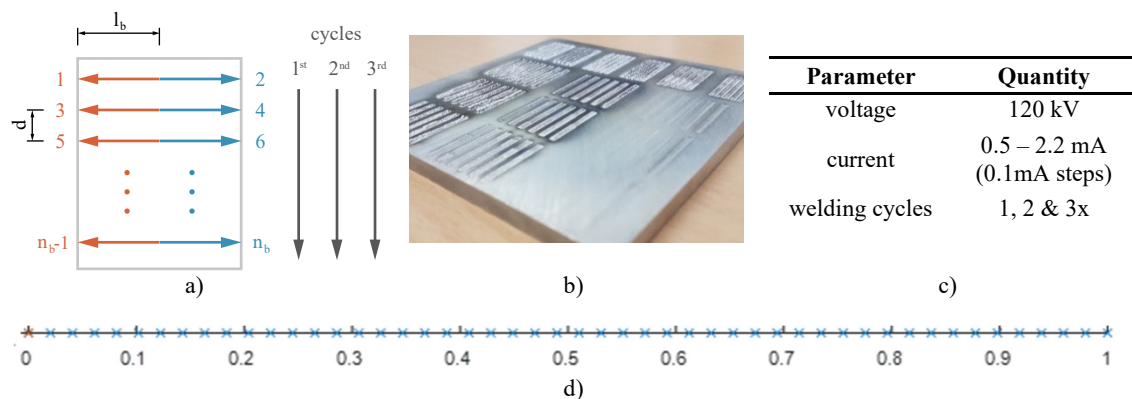 l_b
cycles
1st 2nd 3rd
1 2
3 4
d
5 6
n_b-1 n_b
a)
b)
Parameter Quantity
voltage 120 kV
current 0.5 – 2.2 mA
(0.1mA steps)
welding cycles 1, 2 & 3x
c)
0 0.1 0.2 0.3 0.4 0.5 0.6 0.7 0.8 0.9 1
d)